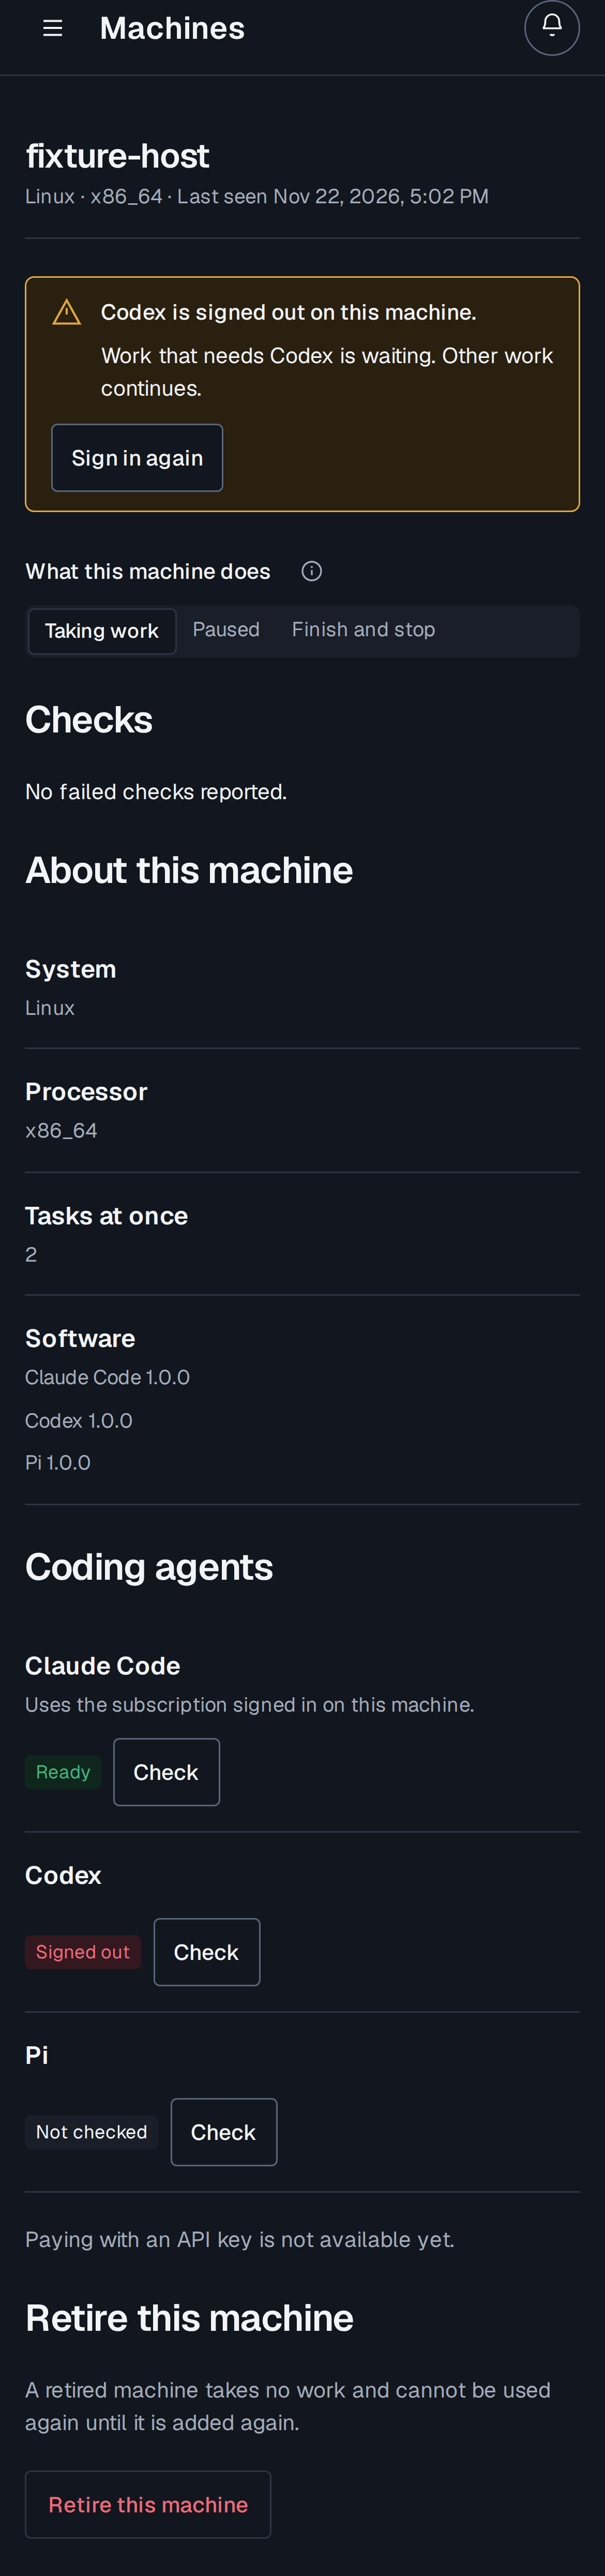 Machines
fixture-host
Linux · x86_64 · Last seen Nov 22, 2026, 5:02 PM
Codex is signed out on this machine.
Work that needs Codex is waiting. Other work
continues.
Sign in again
What this machine does
Taking work
Paused
Finish and stop
Checks
No failed checks reported.
About this machine
System
Linux
Processor
x86_64
Tasks at once
2
Software
Claude Code 1.0.0
Codex 1.0.0
Pi 1.0.0
Coding agents
Claude Code
Uses the subscription signed in on this machine.
Ready
Check
Codex
Signed out
Check
Pi
Not checked
Check
Paying with an API key is not available yet.
Retire this machine
A retired machine takes no work and cannot be used
again until it is added again.
Retire this machine